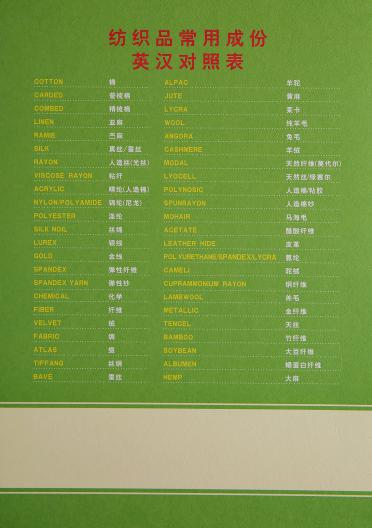 纺织品常用成份
英汉对照表
COTTON 棉 ALPAC 羊驼
CARDED 普梳棉 JUTE 黄麻
COMBED 精梳棉 LYCRA 莱卡
LINEN 亚麻 WOOL 纯羊毛
RAMIE 苎麻 ANGORA 兔毛
SILK 真丝/蚕丝 CASHMERE 羊绒
RAYON 人造丝(光丝) MODAL 天然纤维(莫代尔)
VISCOSE RAYON 粘纤 LYOCELL 天然丝/绿赛尔
ACRYLIC 晴纶(人造棉) POLYNOSIC 人造棉/粘胶
NYLON/POLYAMIDE 锦纶(尼龙) SPUNRAYON 人造棉纱
POLYESTER 涤纶 MOHAIR 马海毛
SILK NOIL 丝绵 ACETATE 醋酸纤维
LUREX 银线 LEATHER HIDE 皮革
GOLD 金线 POLYURETHANE/SPANDEX/LYCRA 氨纶
SPANDEX 弹性纤维 CAMELI 驼绒
SPANDEX YARN 弹性纱 CUPRAMMONIUM RAYON 铜纤维
CHEMICAL 化学 LAMBWOOL 羔毛
FIBER 纤维 METALLIC 金纤维
VELVET 绒 TENCEL 天丝
FABRIC 绸 BAMBOO 竹纤维
ATLAS 缎 SOYBEAN 大豆纤维
TIFFANG 丝绸 ALBUMEN 蛋白纤维
BAVE 茧丝 HEMP 大麻